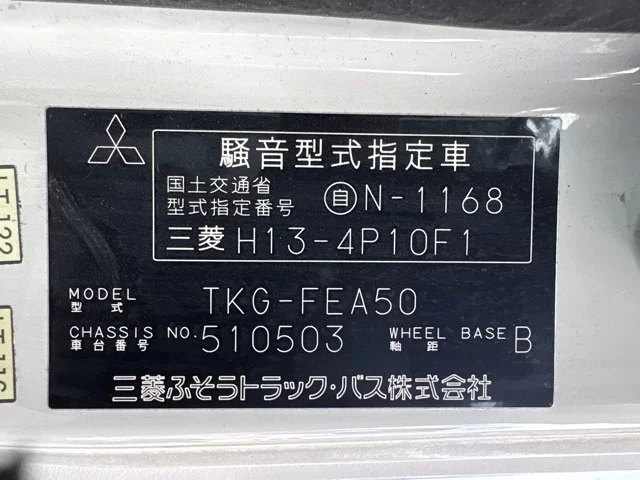 騒音型式指定車
国土交通省
型式指定番号 自N-1168
三菱 H13-4P10F1
MODEL
型式 TKG-FEA50
CHASSIS NO.
車台番号 510503 WHEEL BASE
軸距 B
三菱ふそうトラック・バス株式会社